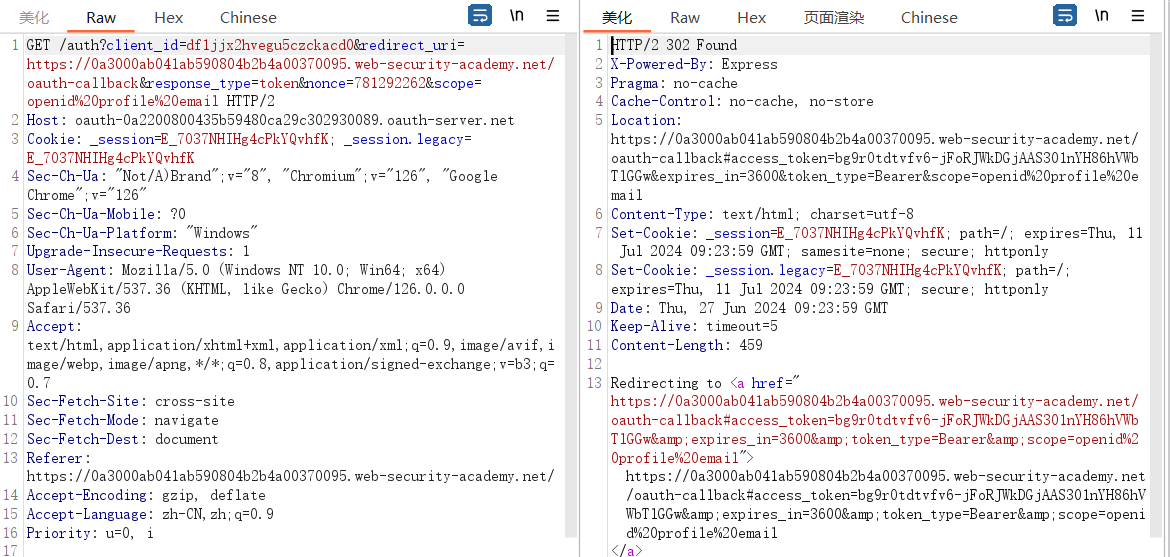 美化 Raw Hex Chinese \n
1 GET /auth?client_id=df1jjx2hvegu5czckacd0&redirect_uri=
https://0a3000ab041ab590804b2b4a00370095.web-security-academy.net/
oauth-callback&response_type=token&nonce=781292262&scope=
openid%20profile%20email HTTP/2
2 Host: oauth-0a2200800435b59480ca29c302930089.oauth-server.net
3 Cookie: _session=E_7037NHIHg4cPkYQvhfK; _session.legacy=
E_7037NHIHg4cPkYQvhfK
4 Sec-Ch-Ua: "Not/A)Brand";v="8", "Chromium";v="126", "Google
Chrome";v="126"
5 Sec-Ch-Ua-Mobile: ?0
6 Sec-Ch-Ua-Platform: "Windows"
7 Upgrade-Insecure-Requests: 1
8 User-Agent: Mozilla/5.0 (Windows NT 10.0; Win64; x64)
AppleWebKit/537.36 (KHTML, like Gecko) Chrome/126.0.0.0
Safari/537.36
9 Accept:
text/html,application/xhtml+xml,application/xml;q=0.9,image/avif,i
mage/webp,image/apng,*/*;q=0.8,application/signed-exchange;v=b3;q=
0.7
10 Sec-Fetch-Site: cross-site
11 Sec-Fetch-Mode: navigate
12 Sec-Fetch-Dest: document
13 Referer:
https://0a3000ab041ab590804b2b4a00370095.web-security-academy.net/
14 Accept-Encoding: gzip, deflate
15 Accept-Language: zh-CN,zh;q=0.9
16 Priority: u=0, i
17
美化 Raw Hex 页面渲染 Chinese \n
1 HTTP/2 302 Found
2 X-Powered-By: Express
3 Pragma: no-cache
4 Cache-Control: no-cache, no-store
5 Location:
https://0a3000ab041ab590804b2b4a00370095.web-security-academy.net/
oauth-callback#access_token=bg9r0tdtvfv6-jFoRJWkDGjAAS301nYH86hVWb
T1GGw&expires_in=3600&token_type=Bearer&scope=openid%20profile%20e
mail
6 Content-Type: text/html; charset=utf-8
7 Set-Cookie: _session=E_7037NHIHg4cPkYQvhfK; path=/; expires=Thu, 11
Jul 2024 09:23:59 GMT; samesite=none; secure; httponly
8 Set-Cookie: _session.legacy=E_7037NHIHg4cPkYQvhfK; path=/;
expires=Thu, 11 Jul 2024 09:23:59 GMT; secure; httponly
9 Date: Thu, 27 Jun 2024 09:23:59 GMT
10 Keep-Alive: timeout=5
11 Content-Length: 459
12
13 Redirecting to <a href="
https://0a3000ab041ab590804b2b4a00370095.web-security-academy.net/
oauth-callback#access_token=bg9r0tdtvfv6-jFoRJWkDGjAAS301nYH86hVWb
T1GGw&amp;expires_in=3600&amp;token_type=Bearer&amp;scope=openid%2
0profile%20email">
https://0a3000ab041ab590804b2b4a00370095.web-security-academy.net
/oauth-callback#access_token=bg9r0tdtvfv6-jFoRJWkDGjAAS301nYH86hV
WbT1GGw&amp;expires_in=3600&amp;token_type=Bearer&amp;scope=openi
d%20profile%20email
</a>